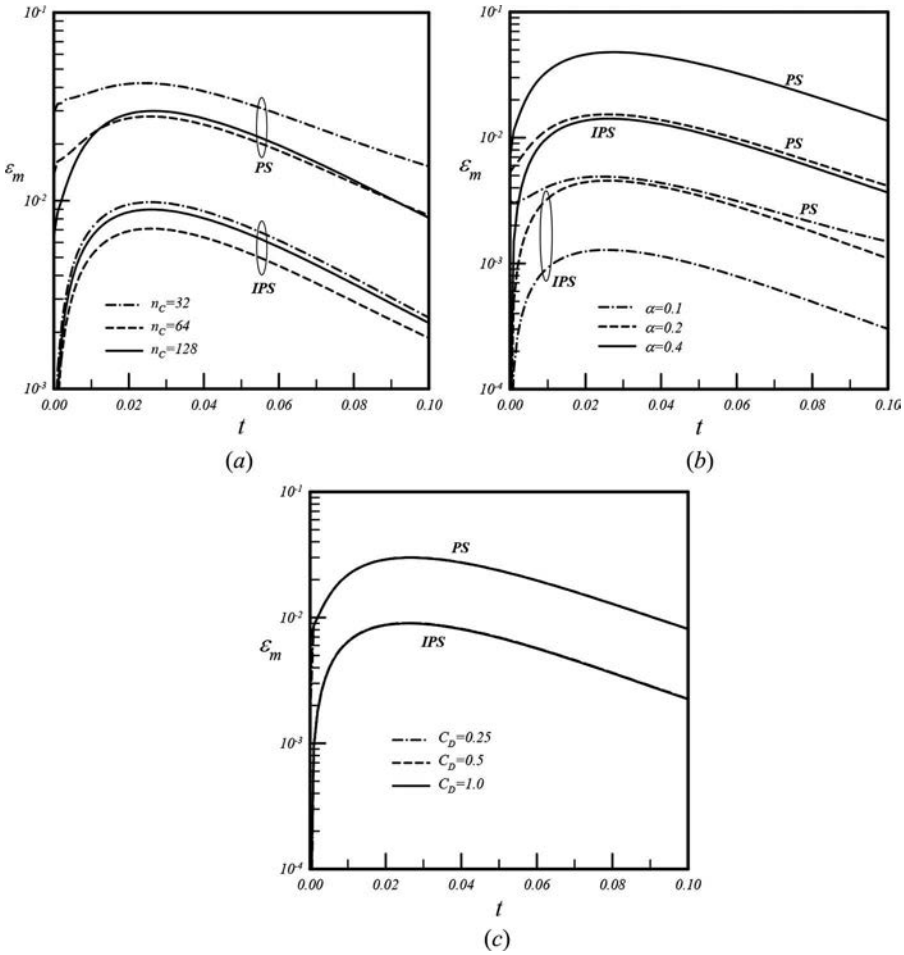 10⁻¹
εₘ
10⁻²
10⁻³
PS
IPS
n_C=32
n_C=64
n_C=128
0.00 0.02 0.04 0.06 0.08 0.10
t
(a)
10⁻¹
10⁻²
εₘ
10⁻³
10⁻⁴
PS
IPS
PS
PS
IPS
α=0.1
α=0.2
α=0.4
0.00 0.02 0.04 0.06 0.08 0.10
t
(b)
10⁻¹
10⁻²
εₘ
10⁻³
10⁻⁴
PS
IPS
C_D=0.25
C_D=0.5
C_D=1.0
0.00 0.02 0.04 0.06 0.08 0.10
t
(c)